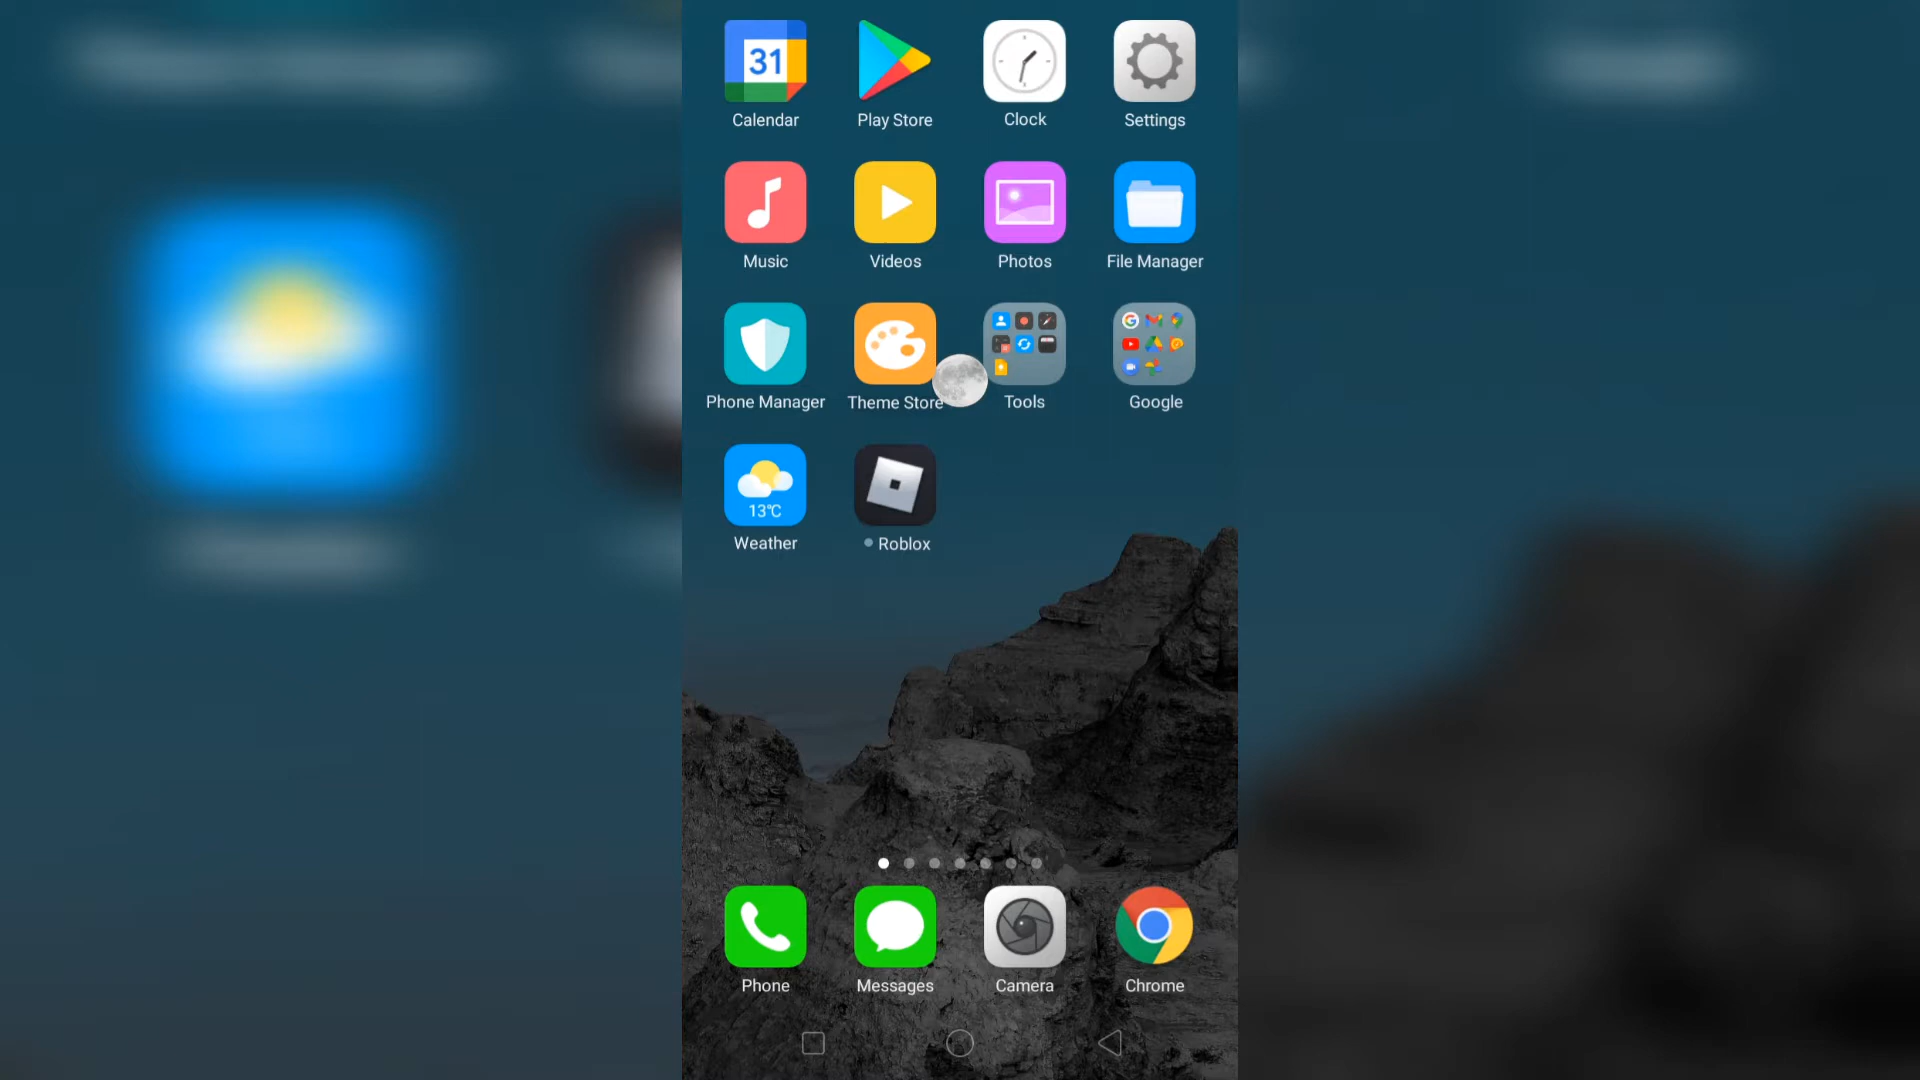 31
Calendar Play Store Clock Settings
Music Videos Photos File Manager
Phone Manager Theme Store Tools Google
13°C
Weather Roblox
Phone Messages Camera Chrome